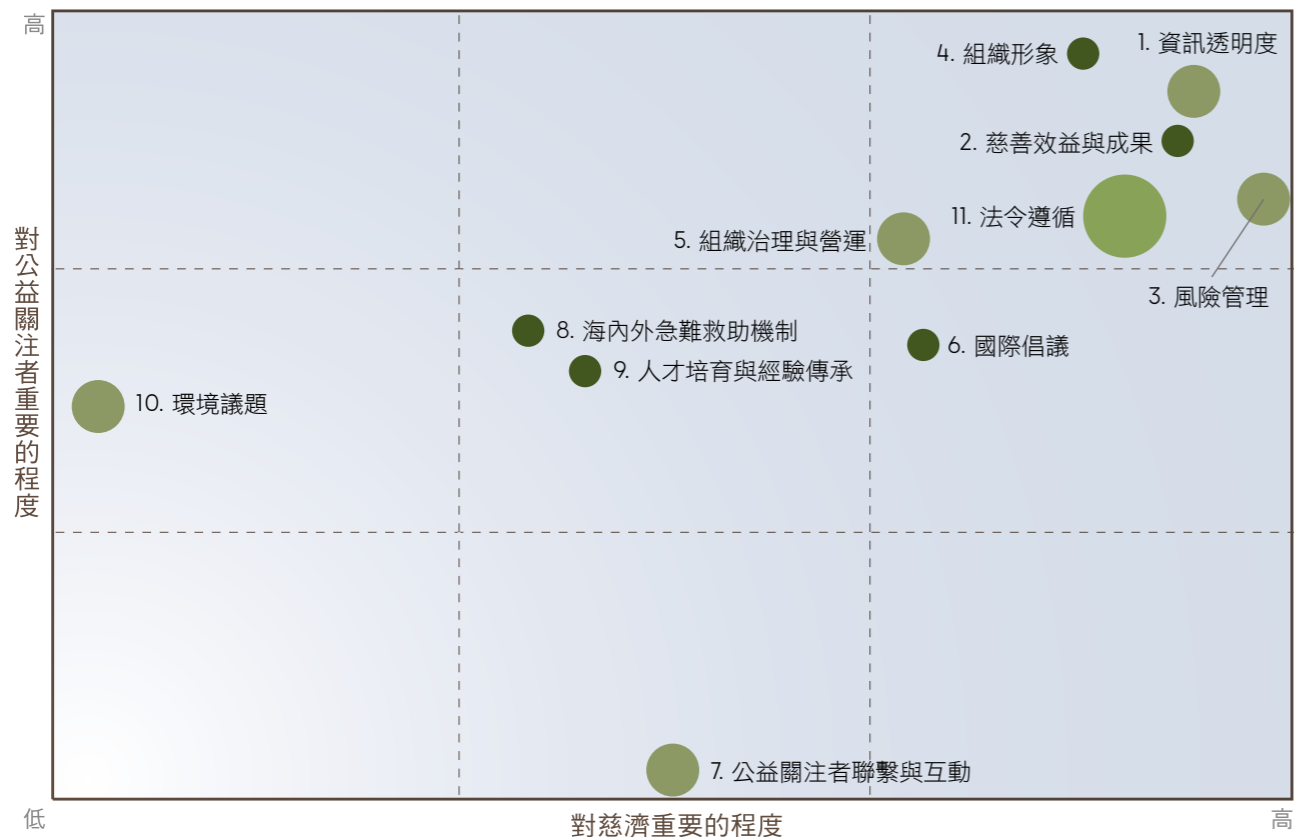 高
4. 組織形象
1. 資訊透明度
2. 慈善效益與成果
11. 法令遵循
5. 組織治理與營運
3. 風險管理
8. 海內外急難救助機制
6. 國際倡議
9. 人才培育與經驗傳承
10. 環境議題
對公益關注者重要的程度
7. 公益關注者聯繫與互動
低
對慈濟重要的程度
高